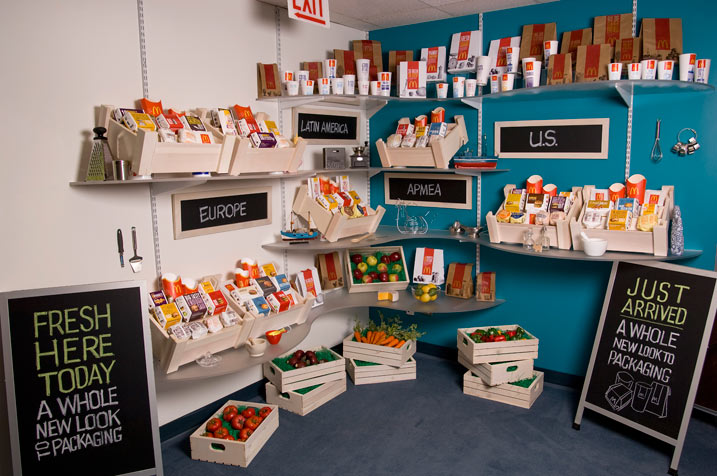 EXIT
LATIN AMERICA
U.S.
APMEA
EUROPE
FRESH
HERE
TODAY
A WHOLE
NEW LOOK
TO PACKAGING
JUST
ARRIVED
A WHOLE
NEW LOOK TO
PACKAGING